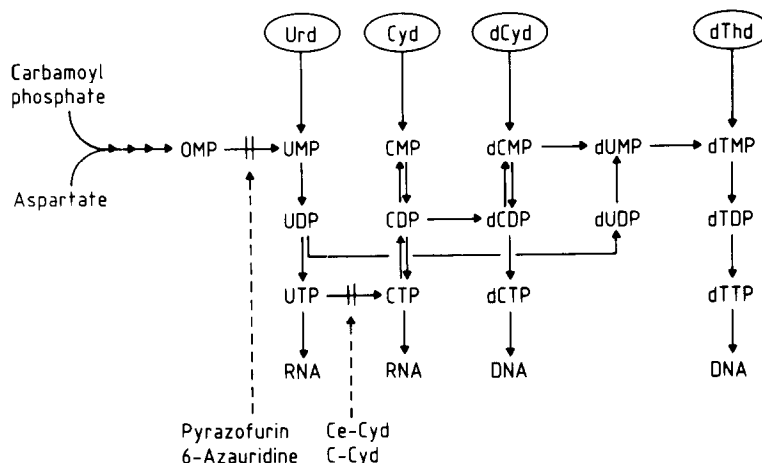 Urd Cyd dCyd dThd
Carbamoyl
phosphate
OMP UMP CMP dCMP dUMP dTMP
Aspartate
UDP CDP dCDP dUDP dTDP
UTP CTP dCTP dTTP
RNA RNA DNA DNA
Pyrazofurin Ce-Cyd
6-Azauridine C-Cyd